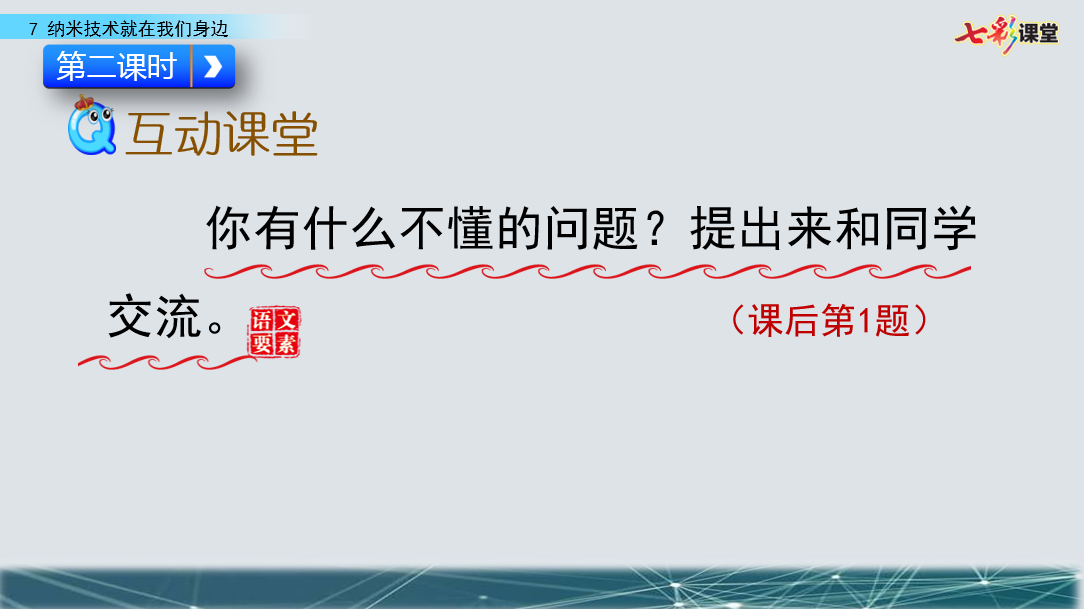 7 纳米技术就在我们身边
七彩课堂
第二课时
互动课堂
你有什么不懂的问题？提出来和同学
交流。
语文
要素
（课后第1题）